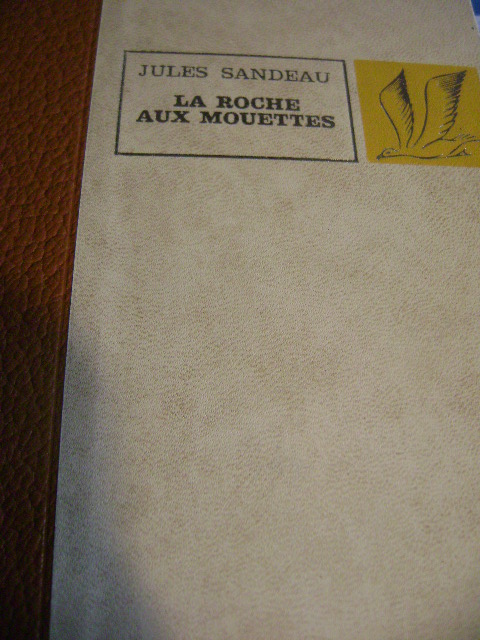 JULES SANDEAU
LA ROCHE
AUX MOUETTES